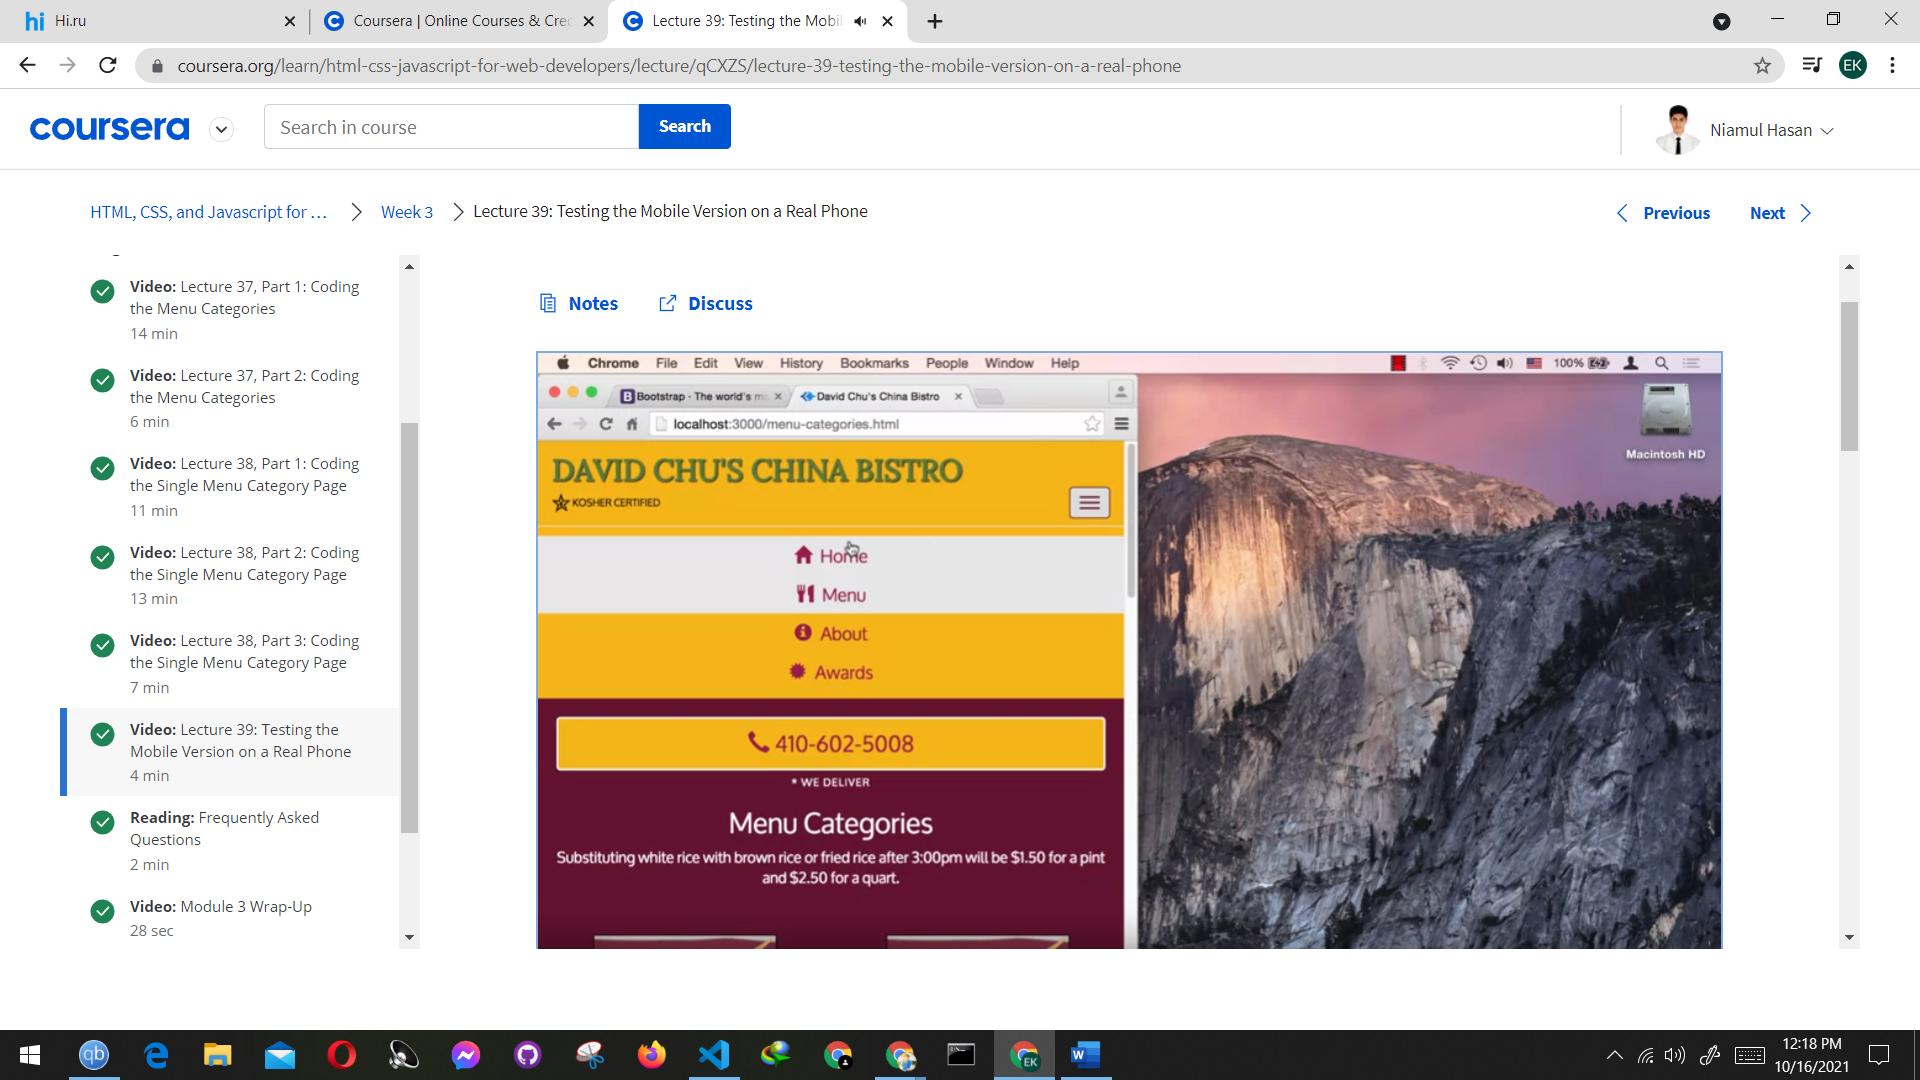 Hi.ru
Coursera | Online Courses & Cre
Lecture 39: Testing the Mobil
coursera.org/learn/html-css-javascript-for-web-developers/lecture/qCXZS/lecture-39-testing-the-mobile-version-on-a-real-phone
EK
coursera
Search in course
Search
Niamul Hasan
HTML, CSS, and Javascript for ...
Week 3
Lecture 39: Testing the Mobile Version on a Real Phone
Previous
Next
Video: Lecture 37, Part 1: Coding
the Menu Categories
14 min
Video: Lecture 37, Part 2: Coding
the Menu Categories
6 min
Video: Lecture 38, Part 1: Coding
the Single Menu Category Page
11 min
Video: Lecture 38, Part 2: Coding
the Single Menu Category Page
13 min
Video: Lecture 38, Part 3: Coding
the Single Menu Category Page
7 min
Video: Lecture 39: Testing the
Mobile Version on a Real Phone
4 min
Reading: Frequently Asked
Questions
2 min
Video: Module 3 Wrap-Up
28 sec
Notes
Discuss
Chrome File Edit View History Bookmarks People Window Help
100%
Bootstrap - The world's m
David Chu's China Bistro
localhost:3000/menu-categories.html
Macintosh HD
DAVID CHU'S CHINA BISTRO
KOSHER CERTIFIED
Home
Menu
About
Awards
410-602-5008
* WE DELIVER
Menu Categories
Substituting white rice with brown rice or fried rice after 3:00pm will be $1.50 for a pint
and $2.50 for a quart.
12:18 PM
10/16/2021